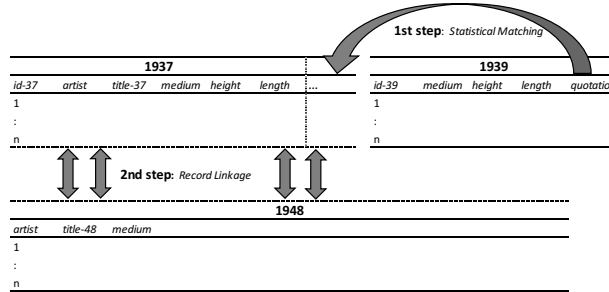 1st step: Statistical Matching
1937
1939
id-37 artist title-37 medium height length ...
id-39 medium height length quotatio
1
:
n
1
:
n
2nd step: Record Linkage
1948
artist title-48 medium
1
:
n